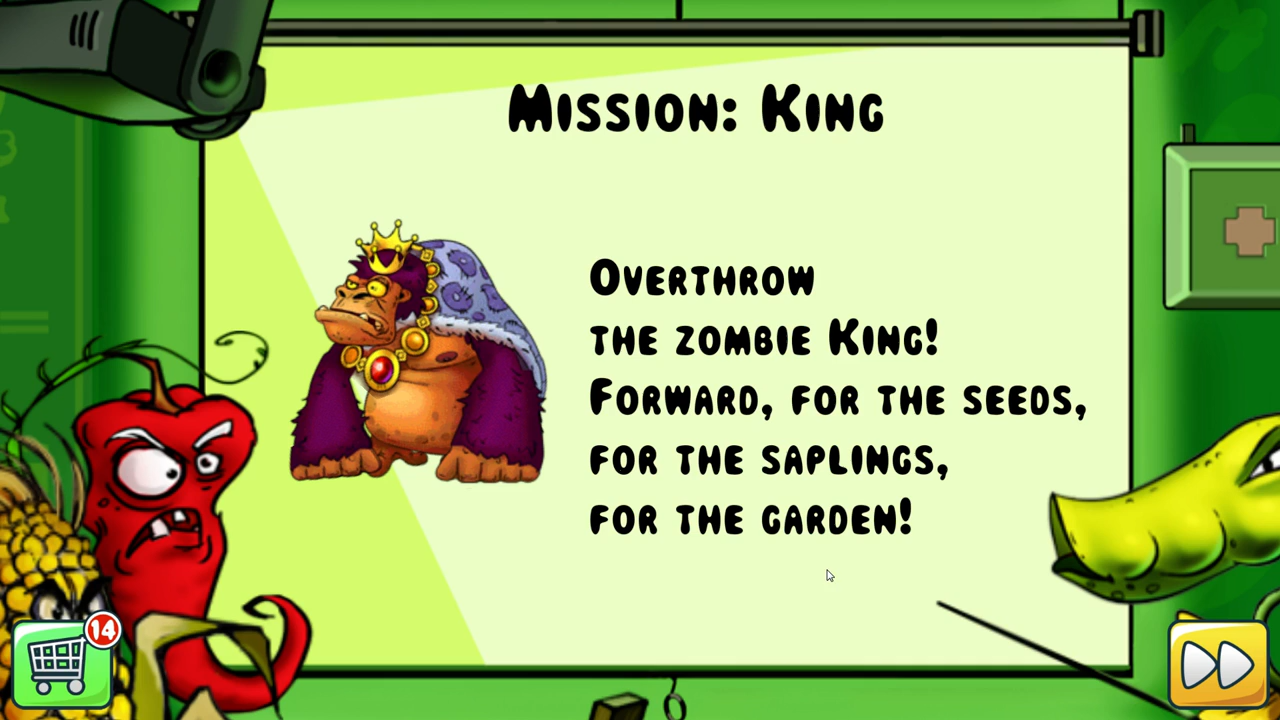 Mission: King
Overthrow
the zombie King!
Forward, for the seeds,
for the saplings,
for the garden!
14